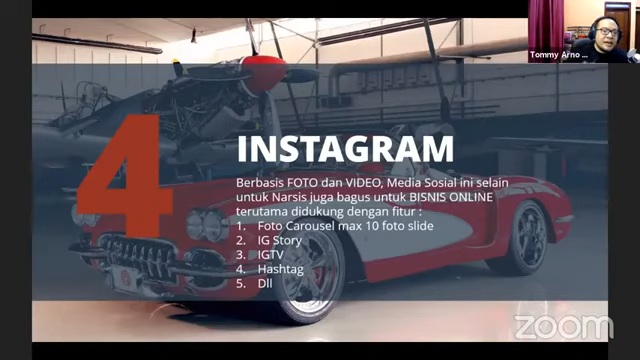 Tommy Arno ...
4
INSTAGRAM
Berbasis FOTO dan VIDEO, Media Sosial ini selain
untuk Narsis juga bagus untuk BISNIS ONLINE
terutama didukung dengan fitur :
1. Foto Carousel max 10 foto slide
2. IG Story
3. IGTV
4. Hashtag
5. Dll
zoom